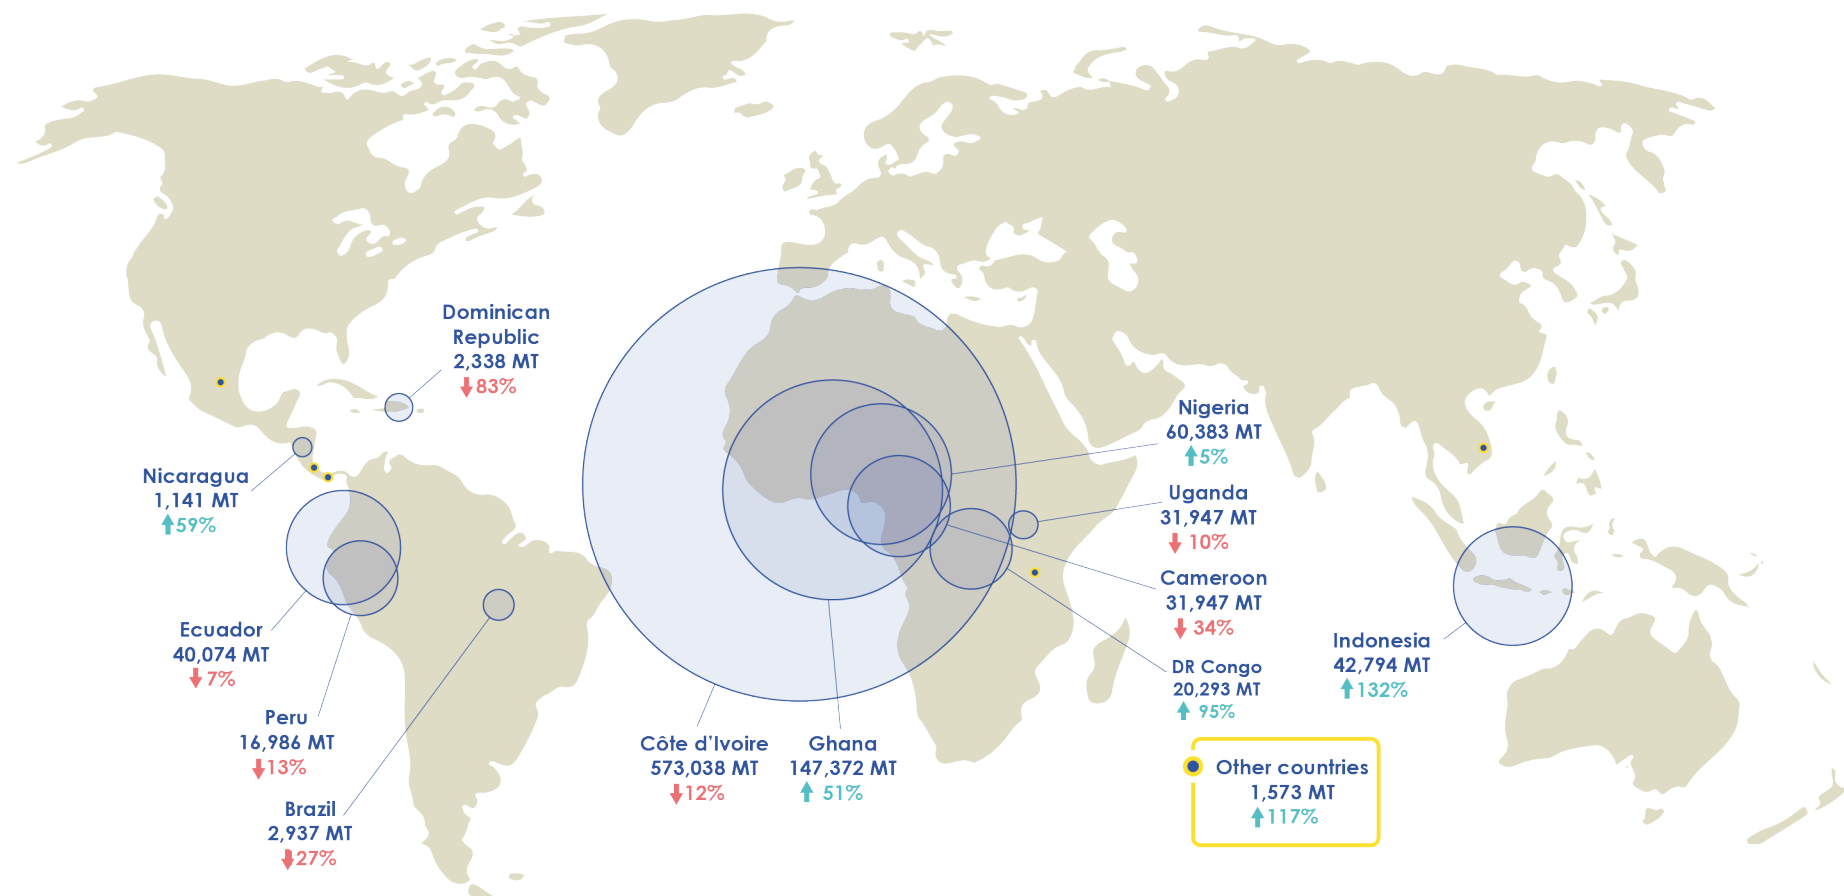 Dominican
Republic
2,338 MT
83%
Nicaragua
1,141 MT
59%
Ecuador
40,074 MT
7%
Peru
16,986 MT
13%
Brazil
2,937 MT
27%
Côte d'Ivoire
573,038 MT
12%
Ghana
147,372 MT
51%
Nigeria
60,383 MT
5%
Uganda
31,947 MT
10%
Cameroon
31,947 MT
34%
DR Congo
20,293 MT
95%
Indonesia
42,794 MT
132%
Other countries
1,573 MT
117%